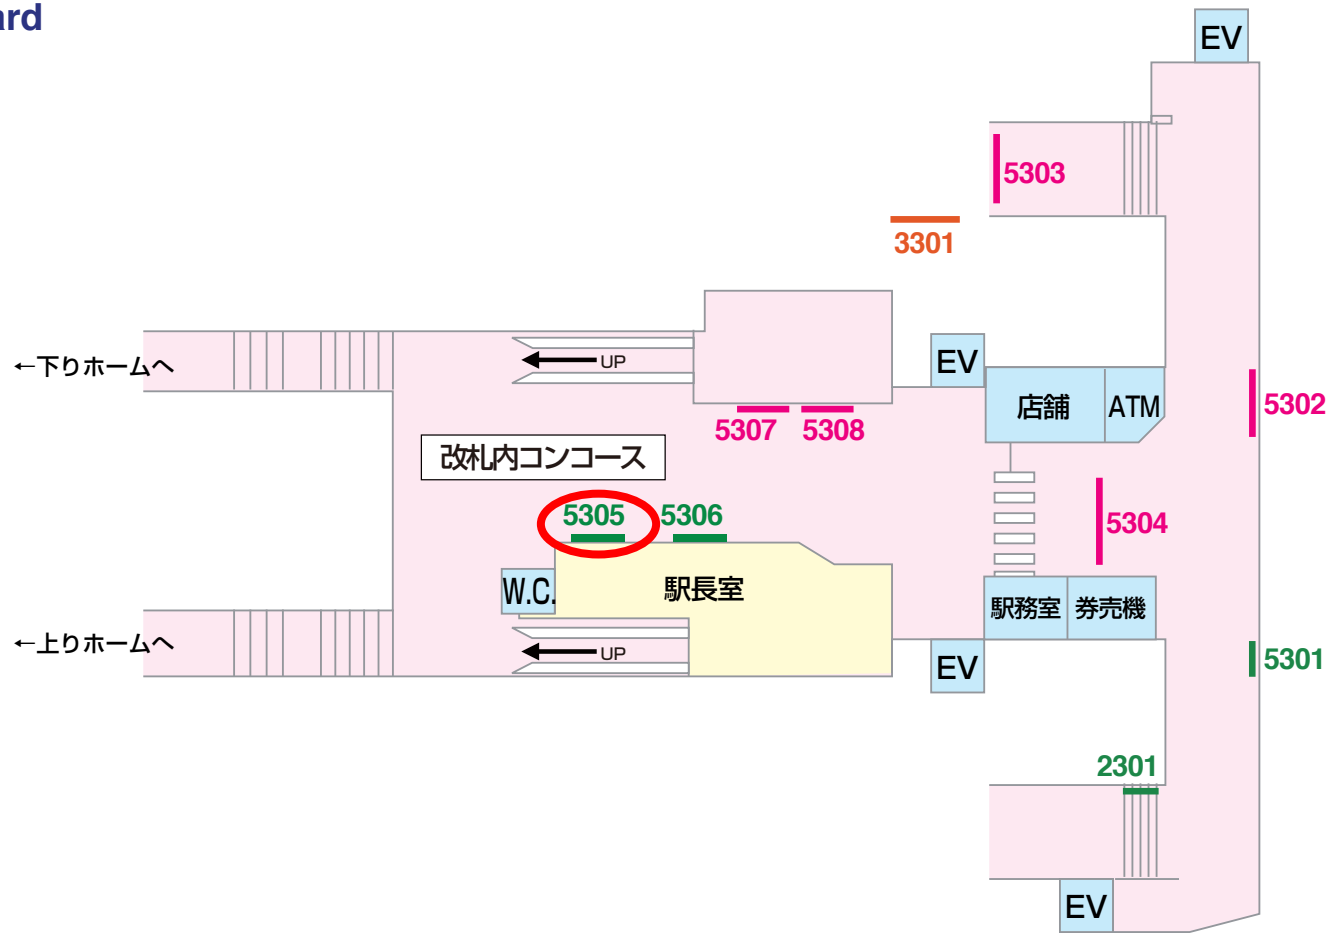 ard
EV
5303
3301
←下りホームへ
UP
EV
店舗
ATM
5302
5307
5308
改札内コンコース
5305
5306
5304
W.C.
駅長室
駅務室
券売機
←上りホームへ
UP
EV
5301
2301
EV